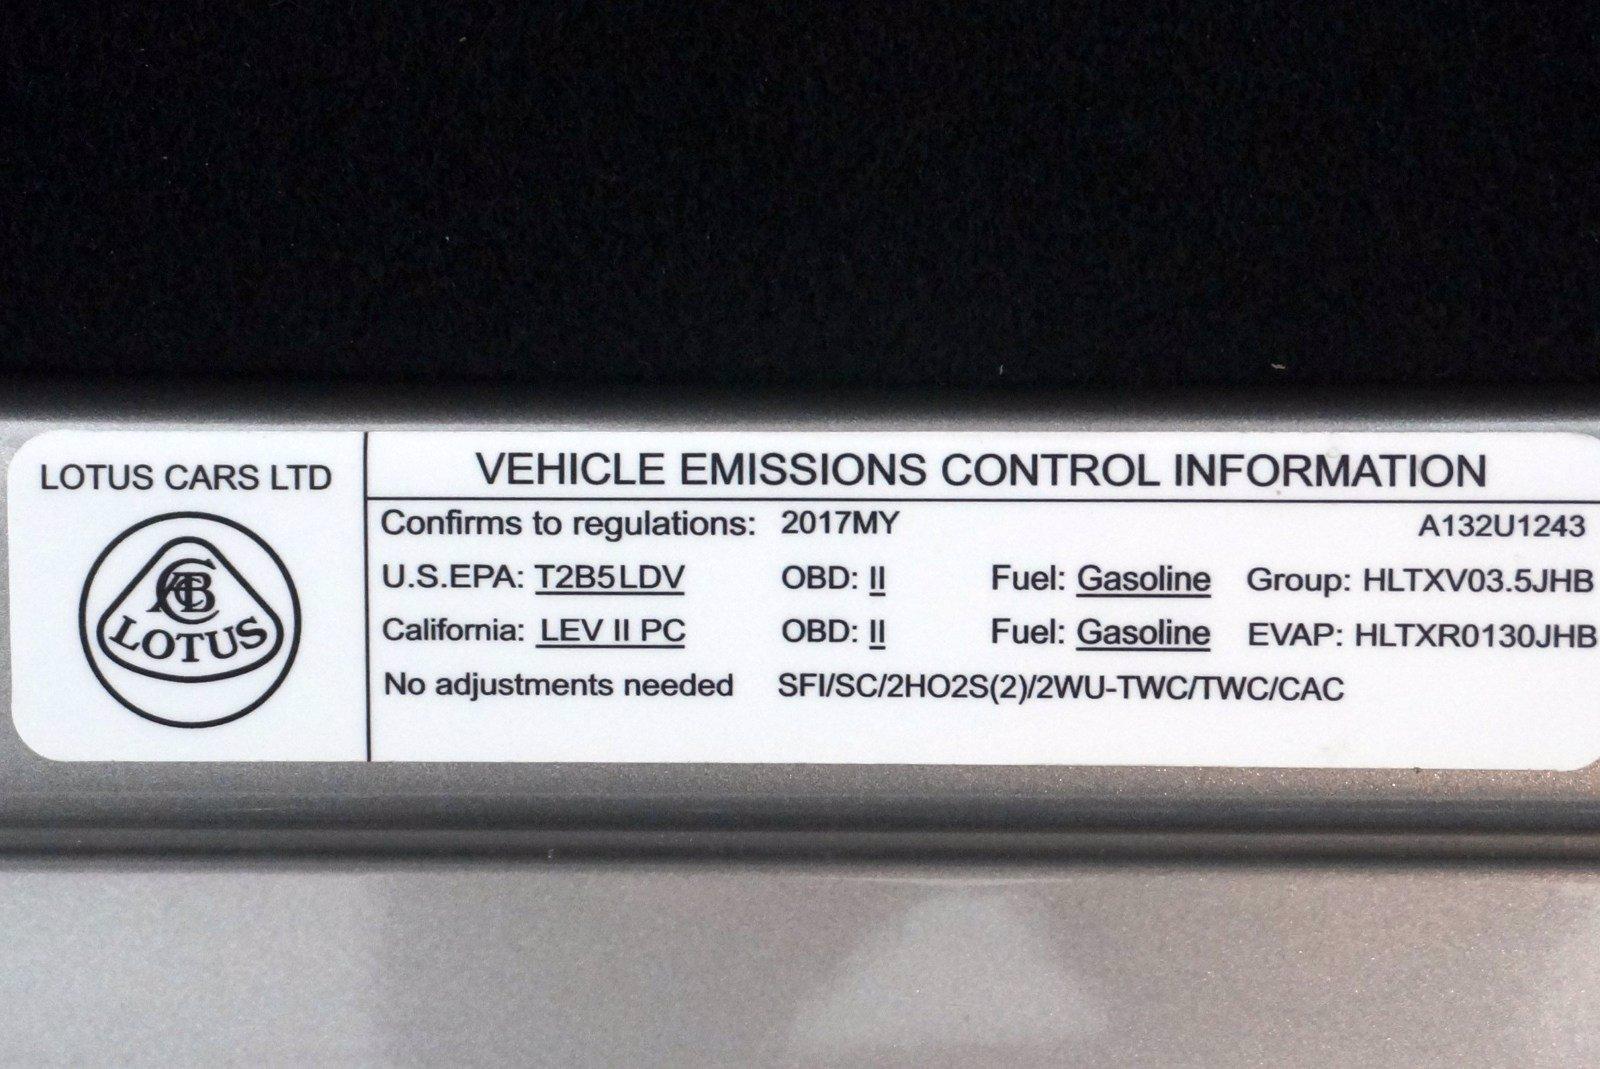 LOTUS CARS LTD
ACBC
LOTUS
VEHICLE EMISSIONS CONTROL INFORMATION
Confirms to regulations: 2017MY A132U1243
U.S.EPA: T2B5LDV OBD: II Fuel: Gasoline Group: HLTXV03.5JHB
California: LEV II PC OBD: II Fuel: Gasoline EVAP: HLTXR0130JHB
No adjustments needed SFI/SC/2HO2S(2)/2WU-TWC/TWC/CAC